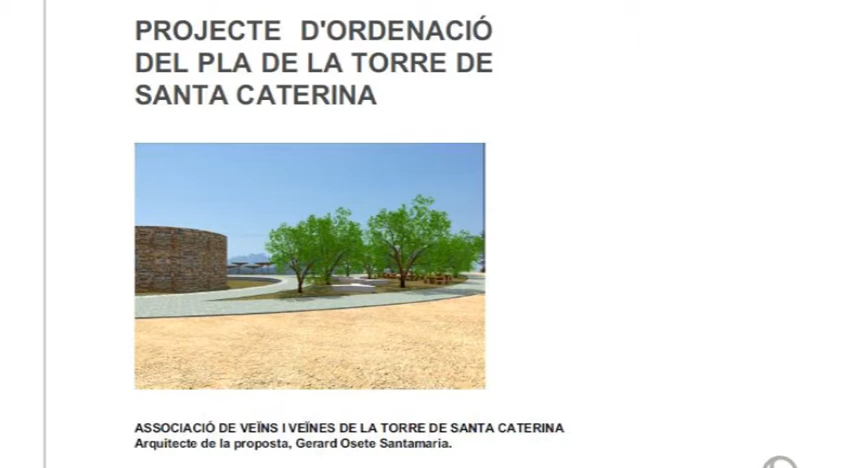 PROJECTE D'ORDENACIÓ
DEL PLA DE LA TORRE DE
SANTA CATERINA
ASSOCIACIÓ DE VEÏNS I VEÏNES DE LA TORRE DE SANTA CATERINA
Arquitecte de la proposta, Gerard Osete Santamaria.